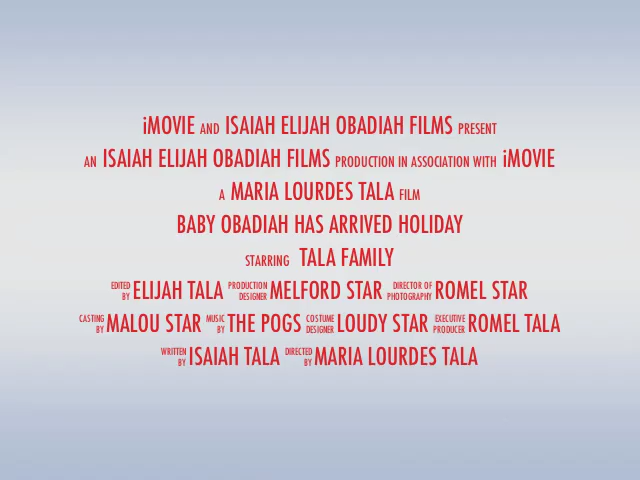 iMOVIE AND ISAIAH ELIJAH OBADIAH FILMS PRESENT
AN ISAIAH ELIJAH OBADIAH FILMS PRODUCTION IN ASSOCIATION WITH iMOVIE
A MARIA LOURDES TALA FILM
BABY OBADIAH HAS ARRIVED HOLIDAY
STARRING TALA FAMILY
EDITED BY ELIJAH TALA PRODUCTION DESIGNER MELFORD STAR DIRECTOR OF PHOTOGRAPHY ROMEL STAR
CASTING BY MALOU STAR MUSIC BY THE POGS COSTUME DESIGNER LOUDY STAR EXECUTIVE PRODUCER ROMEL TALA
WRITTEN BY ISAIAH TALA DIRECTED BY MARIA LOURDES TALA